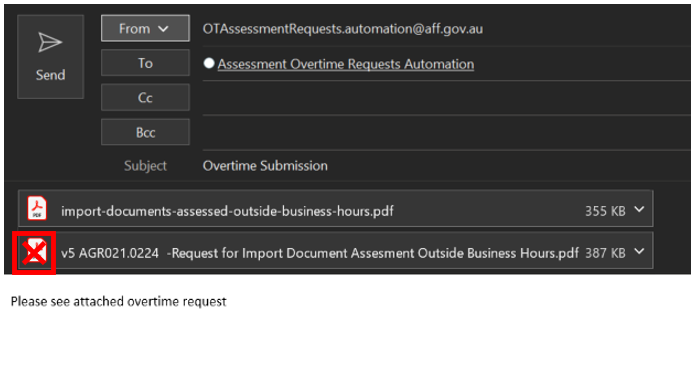 From
OTAssessmentRequests.automation@aff.gov.au
Send
To
Assessment Overtime Requests Automation
Cc
Bcc
Subject
Overtime Submission
PDF
import-documents-assessed-outside-business-hours.pdf
355 KB
v5 AGR021.0224 -Request for Import Document Assesment Outside Business Hours.pdf
387 KB
Please see attached overtime request